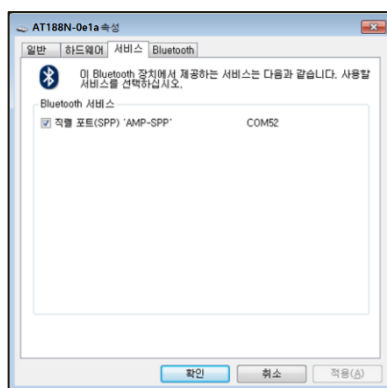 AT188N-0e1a 속성
일반 하드웨어 서비스 Bluetooth
이 Bluetooth 장치에서 제공하는 서비스는 다음과 같습니다. 사용할
서비스를 선택하십시오.
Bluetooth 서비스
직렬 포트(SPP) 'AMP-SPP' COM52
확인 취소 적용(A)